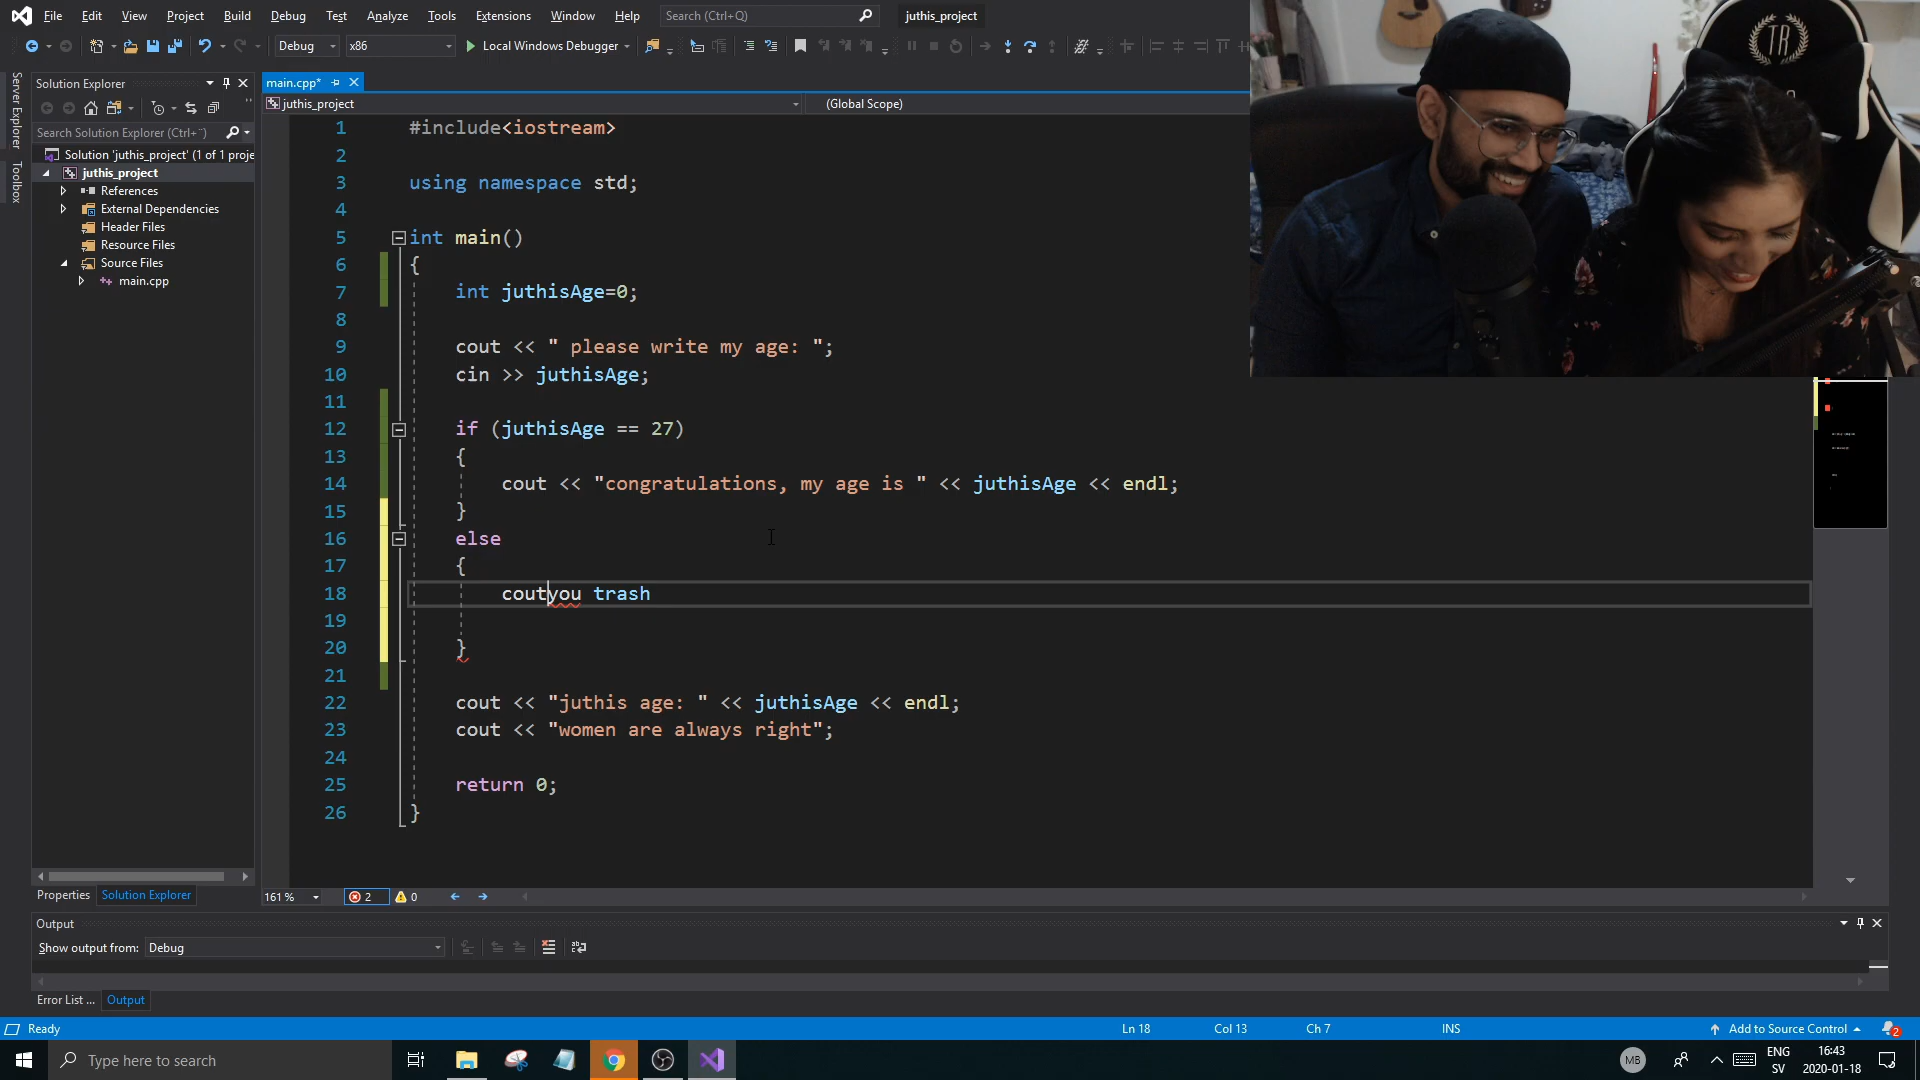 File Edit View Project Build Debug Test Analyze Tools Extensions Window Help Search (Ctrl+Q) juthis_project
Debug x86 Local Windows Debugger
Server Explorer
Toolbox
Solution Explorer
Search Solution Explorer (Ctrl+¨)
Solution 'juthis_project' (1 of 1 proje
juthis_project
References
External Dependencies
Header Files
Resource Files
Source Files
main.cpp
Properties Solution Explorer
main.cpp*
juthis_project (Global Scope)
1 #include<iostream>
2
3 using namespace std;
4
5 int main()
6 {
7 int juthisAge=0;
8
9 cout << " please write my age: ";
10 cin >> juthisAge;
11
12 if (juthisAge == 27)
13 {
14 cout << "congratulations, my age is " << juthisAge << endl;
15 }
16 else
17 {
18 coutyou trash
19
20 }
21
22 cout << "juthis age: " << juthisAge << endl;
23 cout << "women are always right";
24
25 return 0;
26 }
TR
161 % 2 0
Output
Show output from: Debug
Error List ... Output
Ready Ln 18 Col 13 Ch 7 INS Add to Source Control 2
Type here to search MB ENG 16:43
SV 2020-01-18